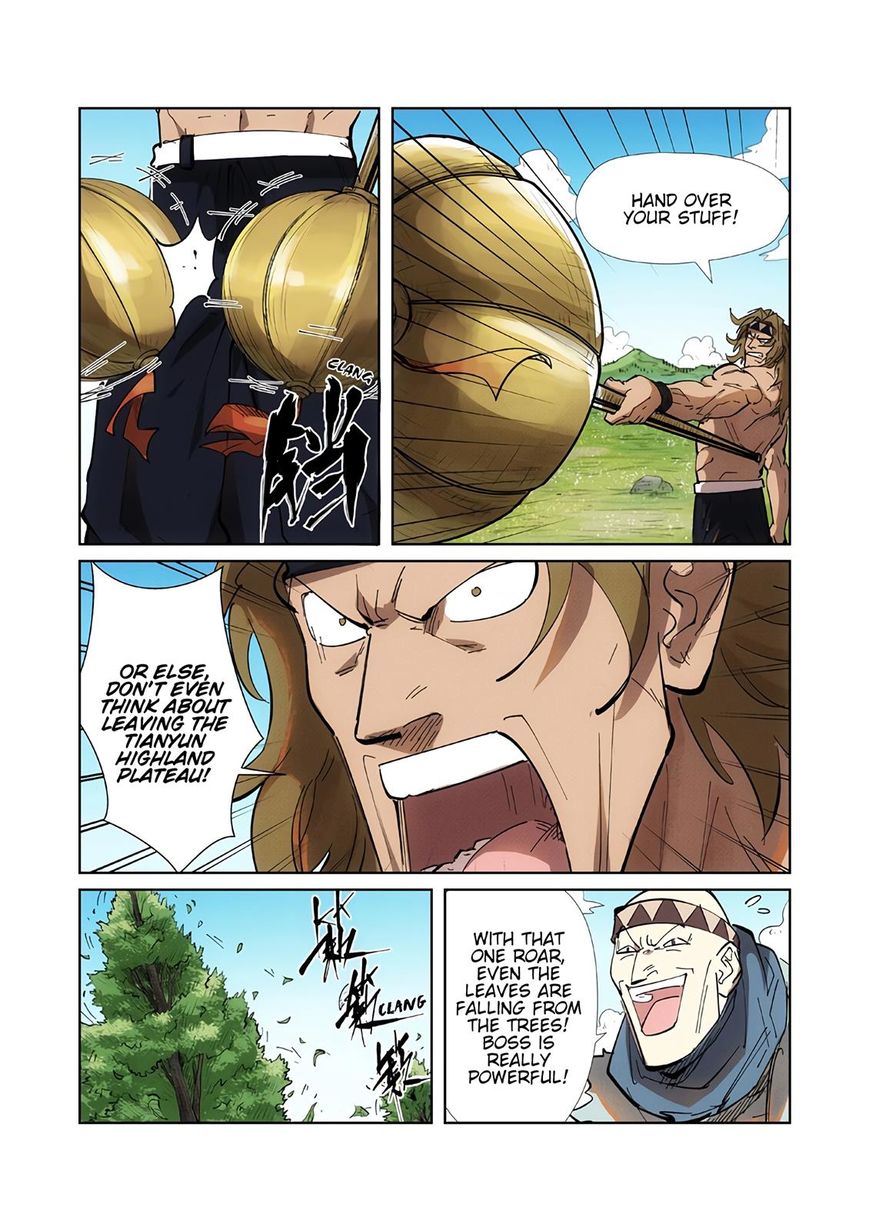 CLANG
铛
HAND OVER
YOUR STUFF!
OR ELSE,
DON'T EVEN
THINK ABOUT
LEAVING THE
TIANYUN
HIGHLAND
PLATEAU!
CLANG
WITH THAT
ONE ROAR,
EVEN THE
LEAVES ARE
FALLING FROM
THE TREES!
BOSS IS
REALLY
POWERFUL!